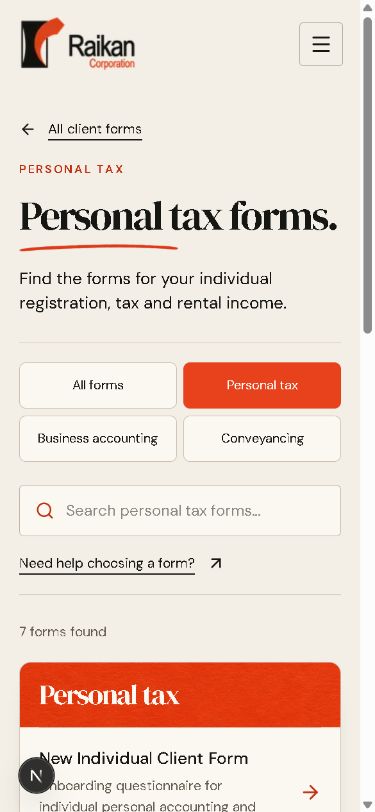 Raikan
Corporation
All client forms
PERSONAL TAX
Personal tax forms.
Find the forms for your individual
registration, tax and rental income.
All forms
Personal tax
Business accounting
Conveyancing
Search personal tax forms...
Need help choosing a form?
7 forms found
Personal tax
New Individual Client Form
N
Onboarding questionnaire for
individual personal accounting and